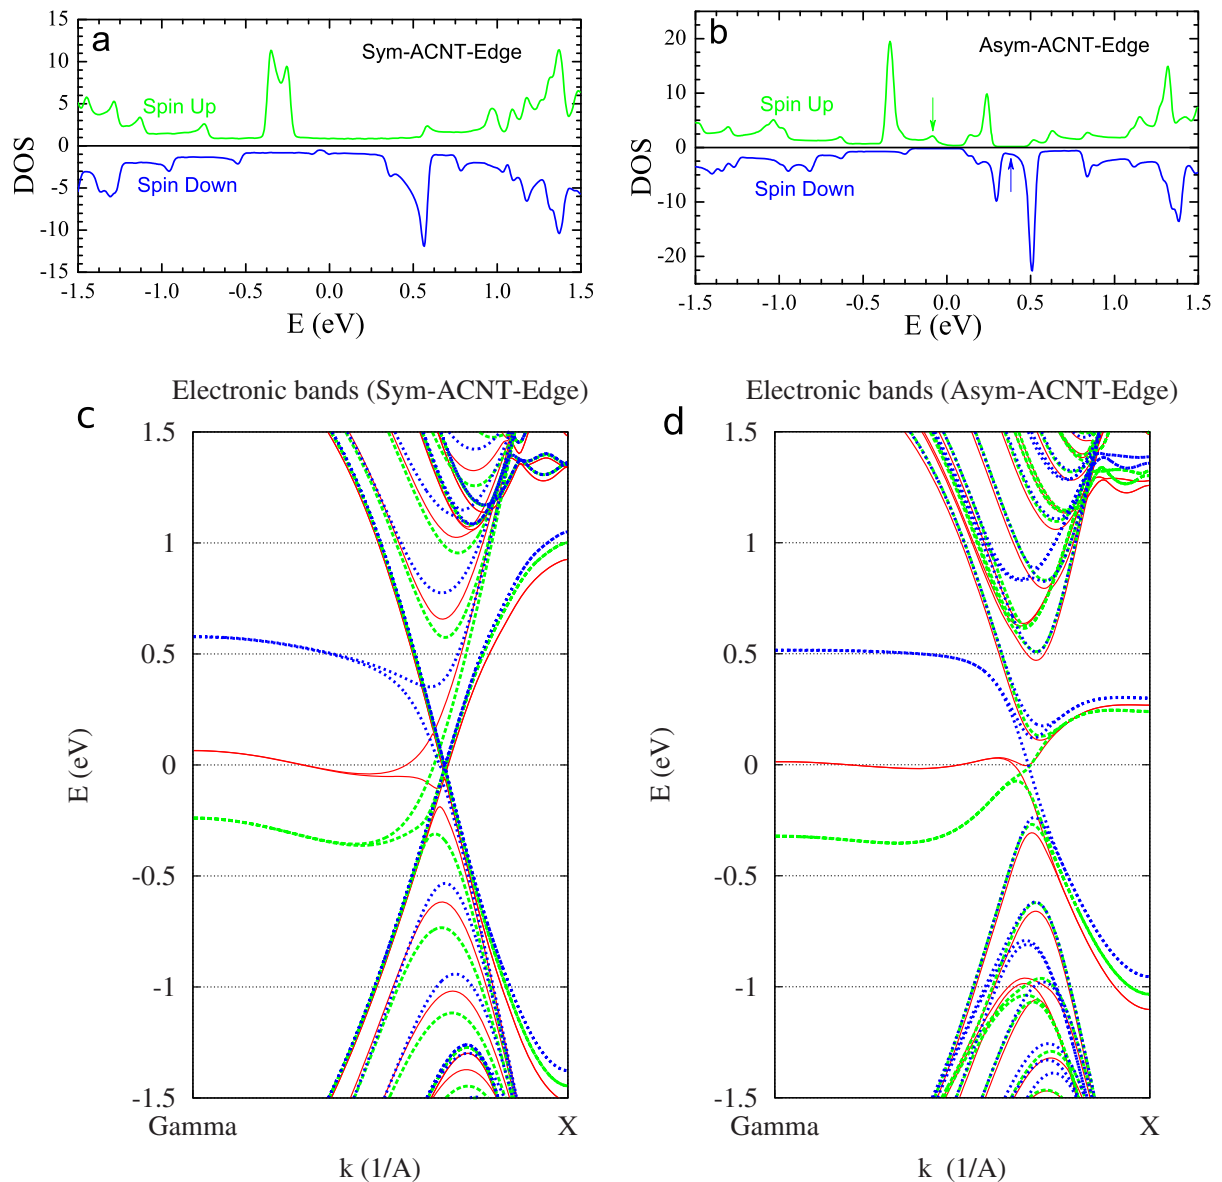 a
Sym-ACNT-Edge
Spin Up
Spin Down
DOS
15
10
5
0
-5
-10
-15
-1.5 -1.0 -0.5 0.0 0.5 1.0 1.5
E (eV)
b
Asym-ACNT-Edge
Spin Up
Spin Down
DOS
20
10
0
-10
-20
-1.5 -1.0 -0.5 0.0 0.5 1.0 1.5
E (eV)
Electronic bands (Sym-ACNT-Edge)
c
1.5
1
0.5
0
-0.5
-1
-1.5
E (eV)
Gamma X
k (1/A)
Electronic bands (Asym-ACNT-Edge)
d
1.5
1
0.5
0
-0.5
-1
-1.5
E (eV)
Gamma X
k (1/A)